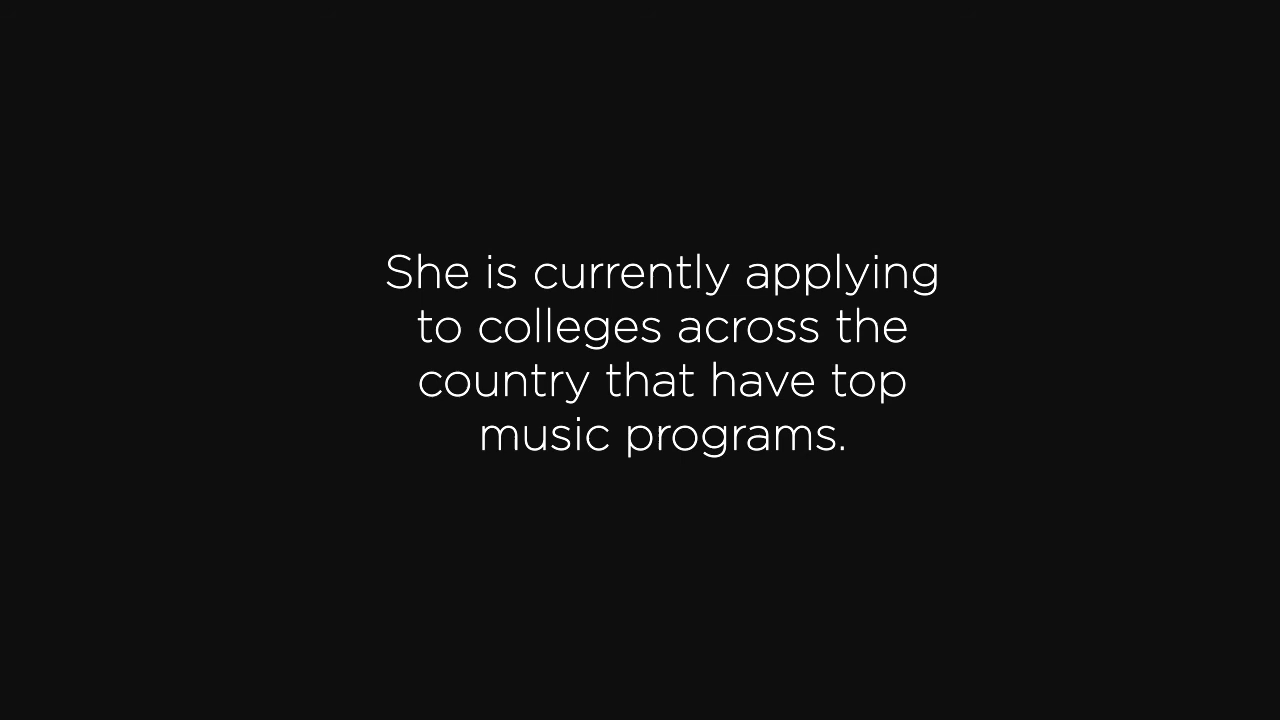 She is currently applying
to colleges across the
country that have top
music programs.